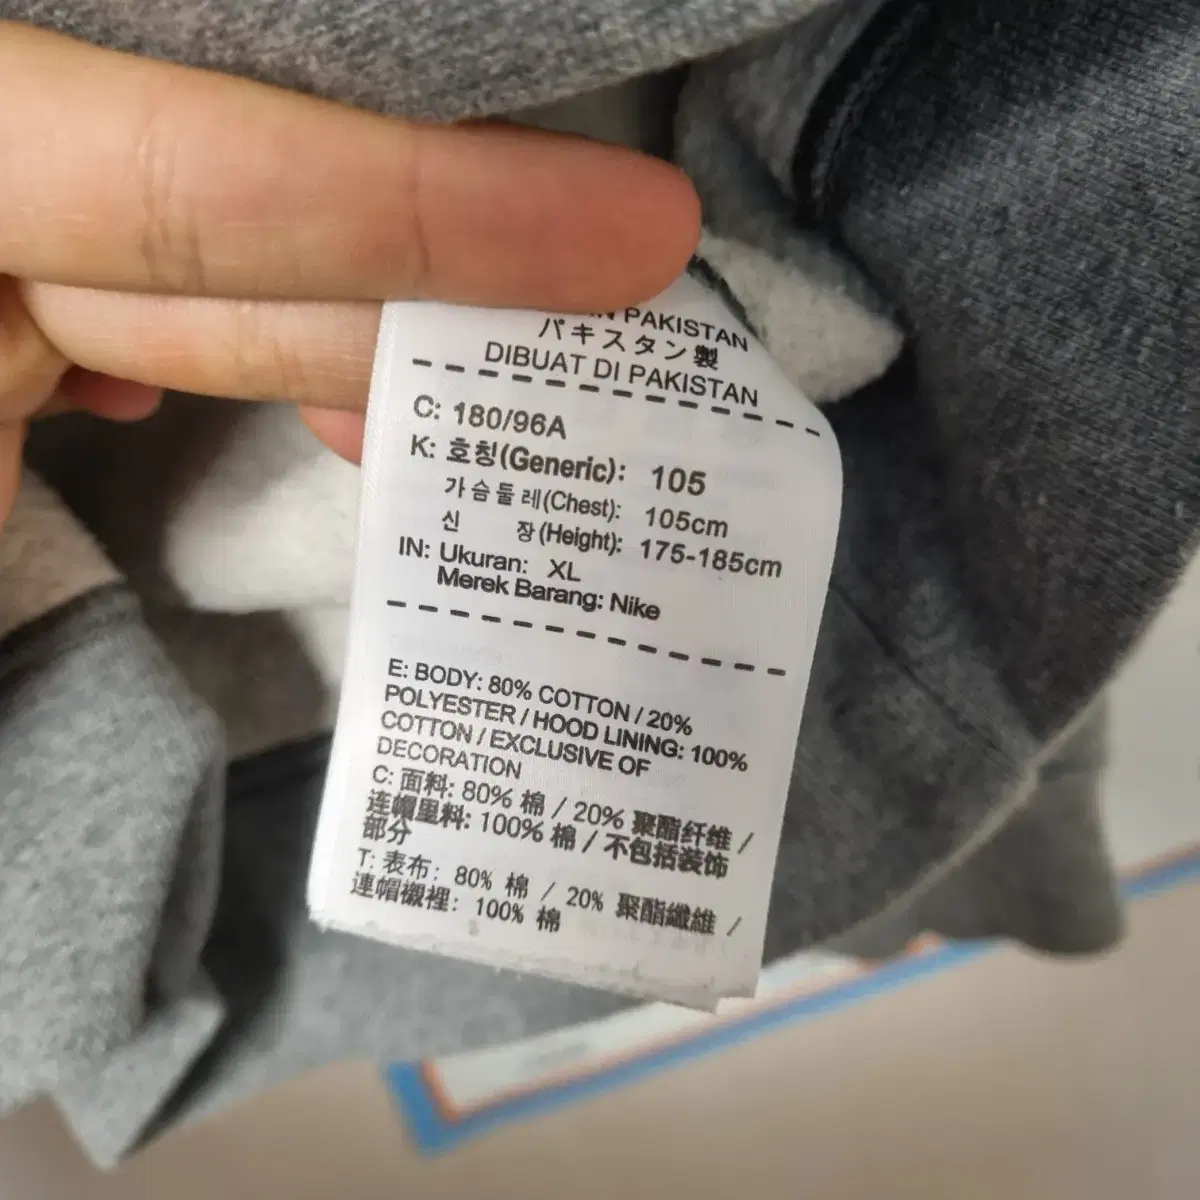 PAKISTAN
パキスタン製
DIBUAT DI PAKISTAN
C: 180/96A
K: 호칭(Generic): 105
가슴둘레(Chest): 105cm
신 장(Height): 175-185cm
IN: Ukuran: XL
Merek Barang: Nike
E: BODY: 80% COTTON / 20%
POLYESTER / HOOD LINING: 100%
COTTON / EXCLUSIVE OF
DECORATION
C: 面料: 80% 棉 / 20% 聚酯纤维 /
连帽里料: 100% 棉 / 不包括装饰
部分
T: 表布: 80% 棉 / 20% 聚酯纖維 /
連帽襯裡: 100% 棉